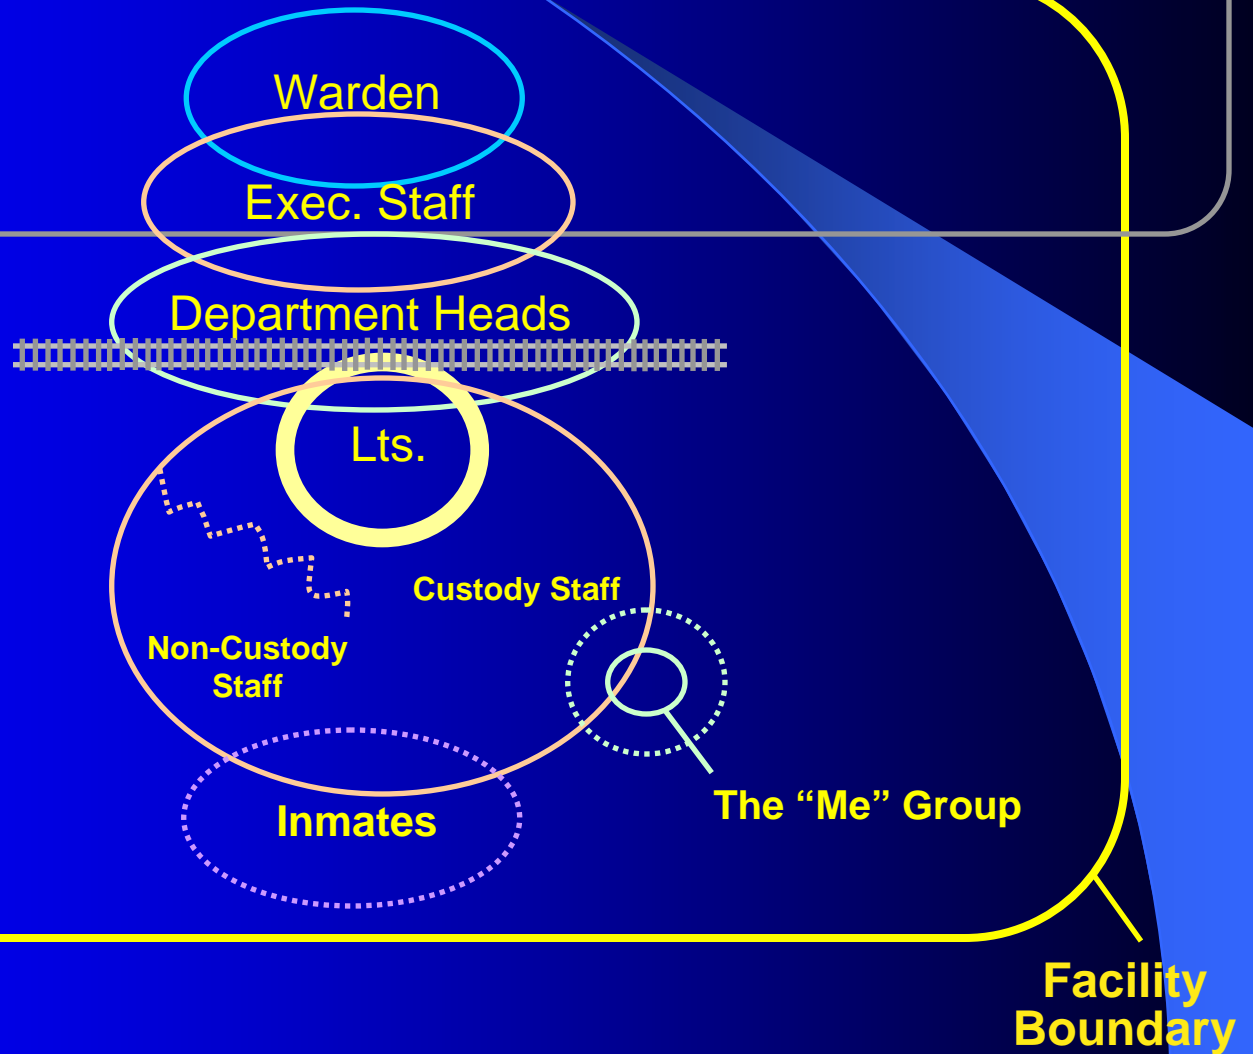 Warden
Exec. Staff
Department Heads
Lts.
Custody Staff
Non-Custody
Staff
The “Me” Group
Inmates
Facility
Boundary